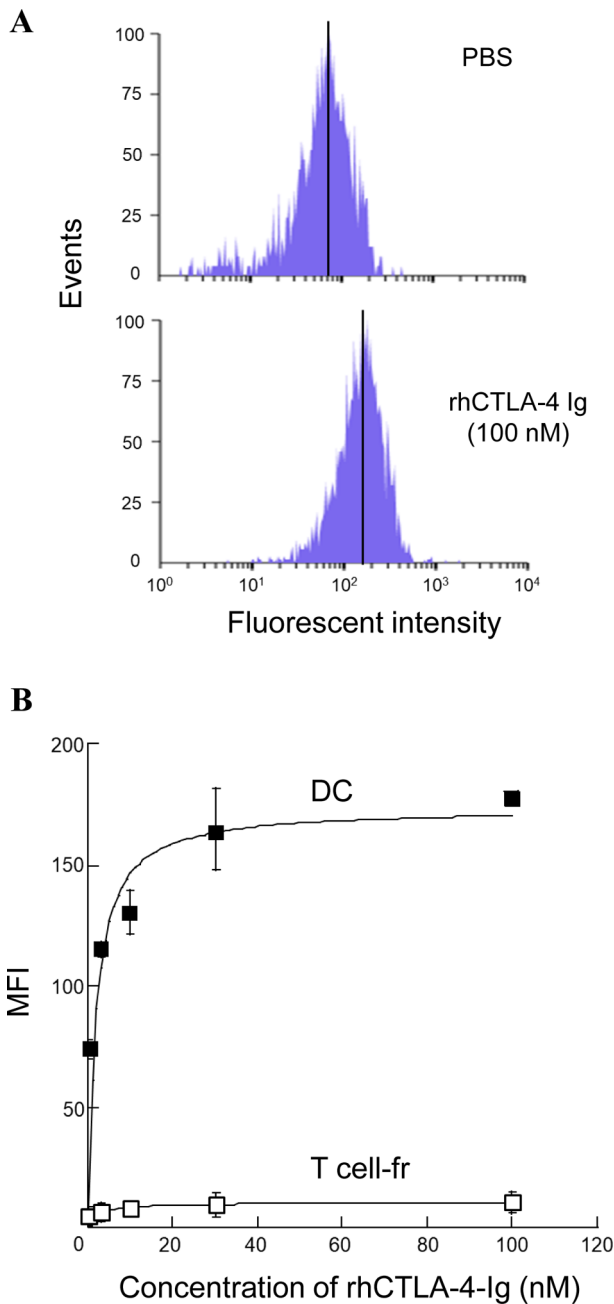 A
PBS
100
75
50
25
0
Events
rhCTLA-4 Ig
(100 nM)
100
75
50
25
0
10⁰ 10¹ 10² 10³ 10⁴
Fluorescent intensity
B
200
150
100
50
MFI
DC
T cell-fr
0 20 40 60 80 100 120
Concentration of rhCTLA-4-Ig (nM)